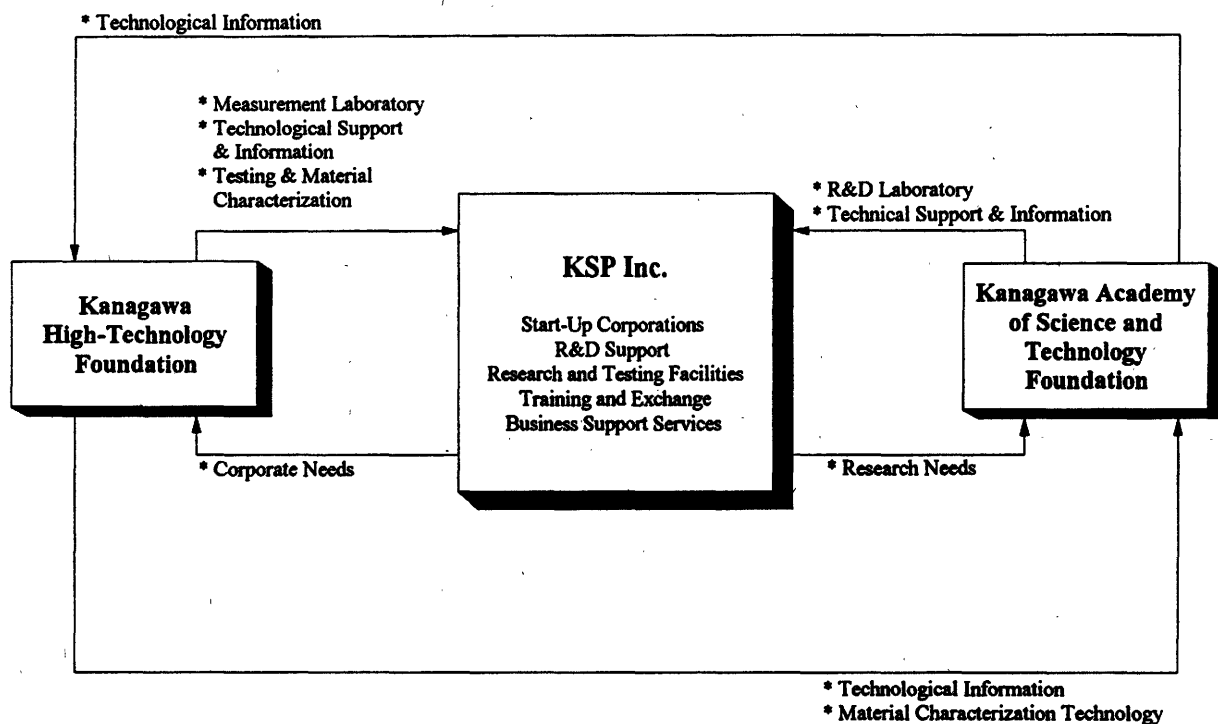 * Technological Information
* Measurement Laboratory
* Technological Support
& Information
* Testing & Material
Characterization
* R&D Laboratory
* Technical Support & Information
Kanagawa
High-Technology
Foundation
KSP Inc.
Start-Up Corporations
R&D Support
Research and Testing Facilities
Training and Exchange
Business Support Services
Kanagawa Academy
of Science and
Technology
Foundation
* Corporate Needs
* Research Needs
* Technological Information
* Material Characterization Technology